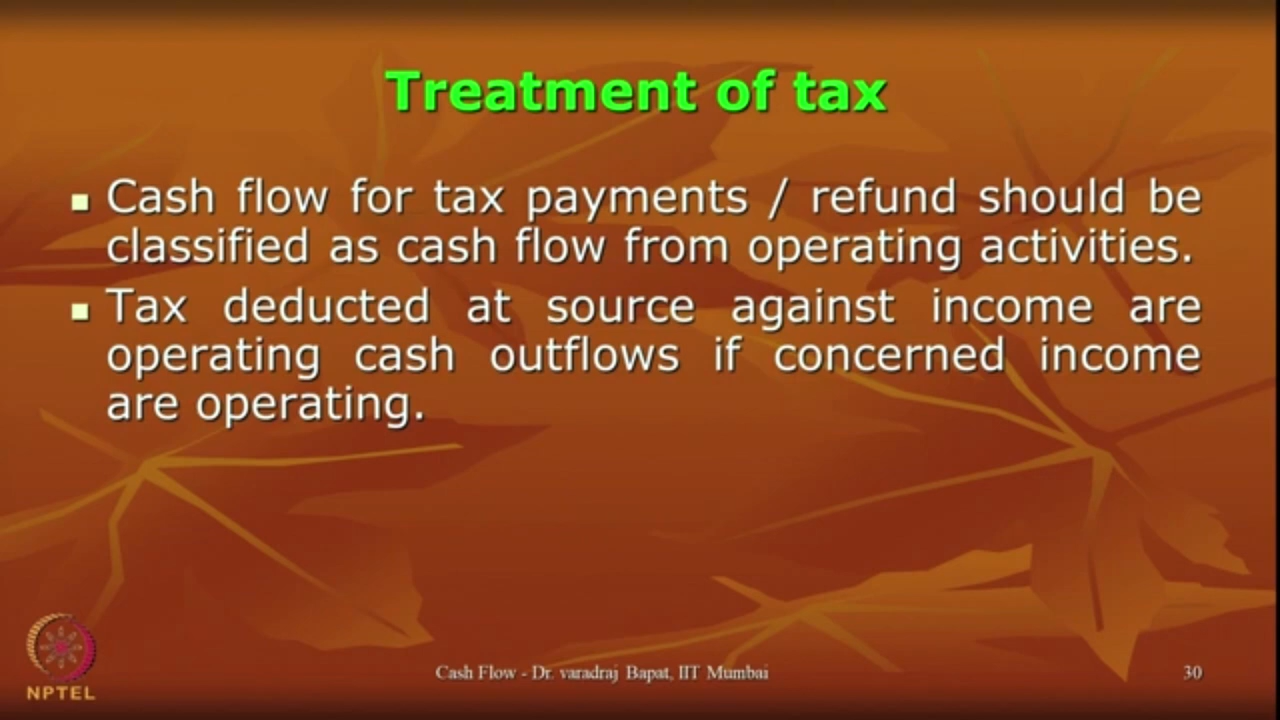 Treatment of tax
Cash flow for tax payments / refund should be
classified as cash flow from operating activities.
Tax deducted at source against income are
operating cash outflows if concerned income
are operating.
NPTEL
Cash Flow - Dr. varadraj Bapat, IIT Mumbai
30